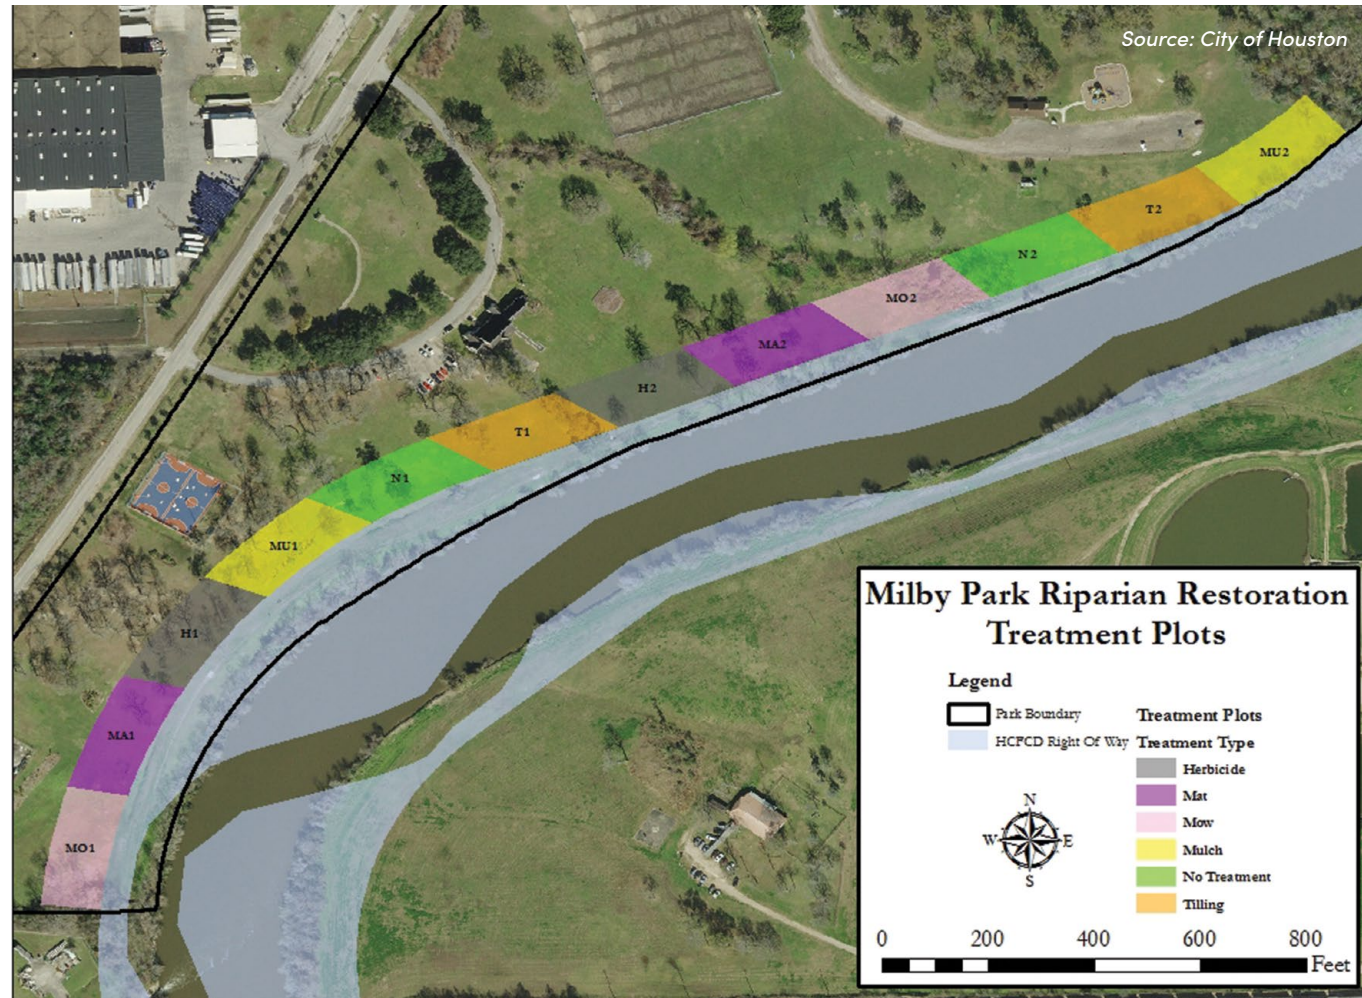 Source: City of Houston
MU2
T2
N2
MO2
MA2
H2
T1
N1
MU1
H1
MA1
MO1
Milby Park Riparian Restoration
Treatment Plots
Legend
Park Boundary
HCFCD Right Of Way
Treatment Plots
Treatment Type
Herbicide
Mat
Mow
Mulch
No Treatment
Tilling
N
W E
S
0 200 400 600 800
Feet